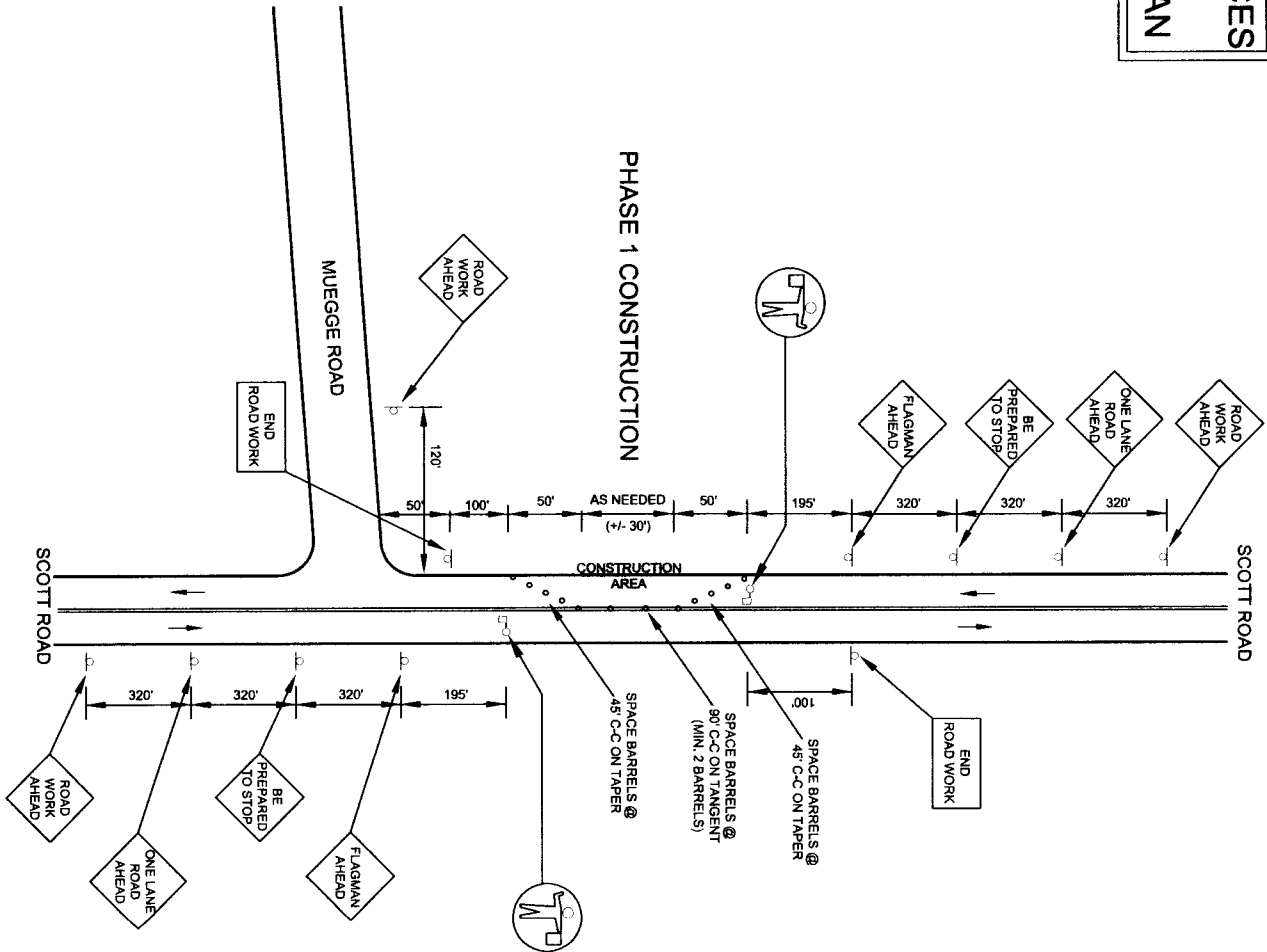 CES
AN
PHASE 1 CONSTRUCTION
MUEGGE ROAD
ROAD
WORK
AHEAD
END
ROAD WORK
120'
50'
100'
50'
AS NEEDED
(+/- 30')
50'
195'
320'
320'
320'
FLAGMAN
AHEAD
BE
PREPARED
TO STOP
ONE LANE
ROAD
AHEAD
ROAD
WORK
AHEAD
SCOTT ROAD
CONSTRUCTION
AREA
SCOTT ROAD
320'
320'
320'
195'
100'
SPACE BARRELS @
45' C-C ON TAPER
SPACE BARRELS @
90' C-C ON TANGENT
(MIN. 2 BARRELS)
SPACE BARRELS @
45' C-C ON TAPER
END
ROAD WORK
ROAD
WORK
AHEAD
ONE LANE
ROAD
AHEAD
BE
PREPARED
TO STOP
FLAGMAN
AHEAD